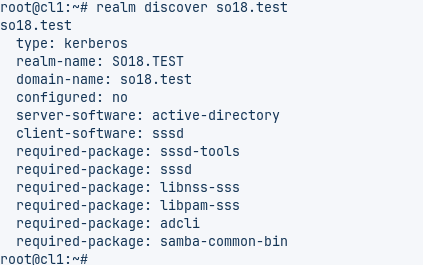 root@cl1:~# realm discover so18.test
so18.test
  type: kerberos
  realm-name: SO18.TEST
  domain-name: so18.test
  configured: no
  server-software: active-directory
  client-software: sssd
  required-package: sssd-tools
  required-package: sssd
  required-package: libnss-sss
  required-package: libpam-sss
  required-package: adcli
  required-package: samba-common-bin
root@cl1:~#